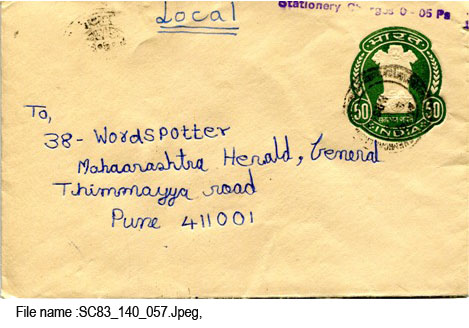 Local
Stationery Charges 0-05 Ps
भारत
50 50
INDIA
To,
38- Wordspotter
Mahaarashtra Herald, General
Thimmayya road
Pune 411001
File name :SC83_140_057.Jpeg,